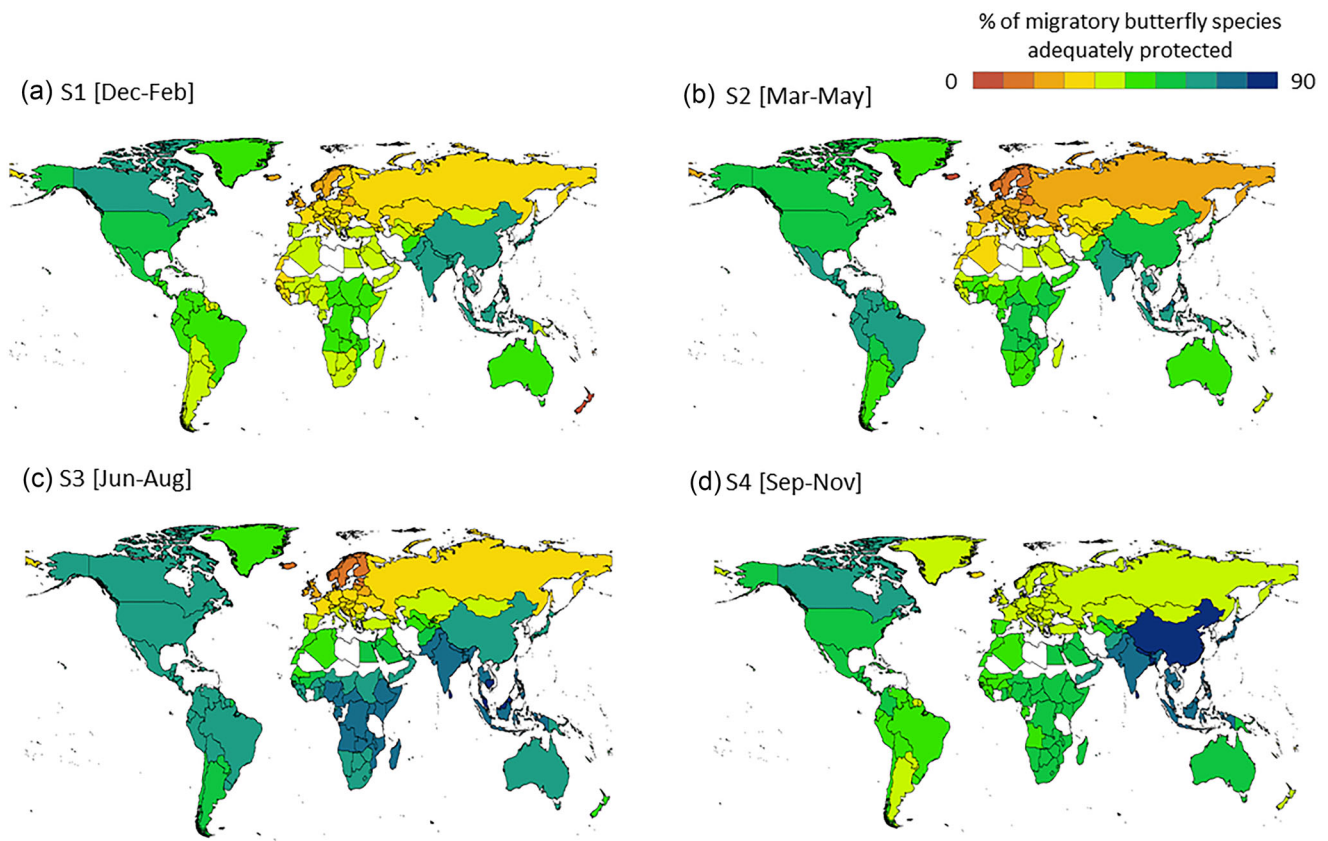 % of migratory butterfly species
adequately protected
0 90
(a) S1 [Dec-Feb]
(b) S2 [Mar-May]
(c) S3 [Jun-Aug]
(d) S4 [Sep-Nov]